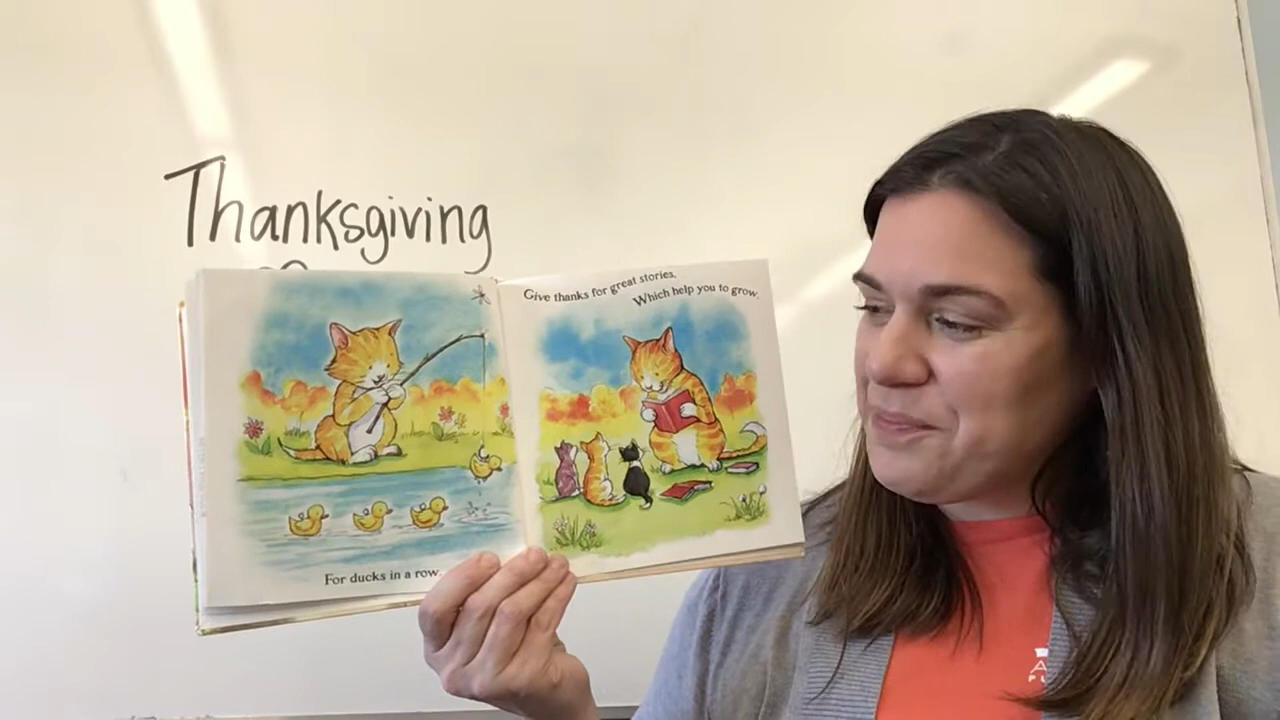 Thanksgiving
For ducks in a row.
Give thanks for great stories,
Which help you to grow.